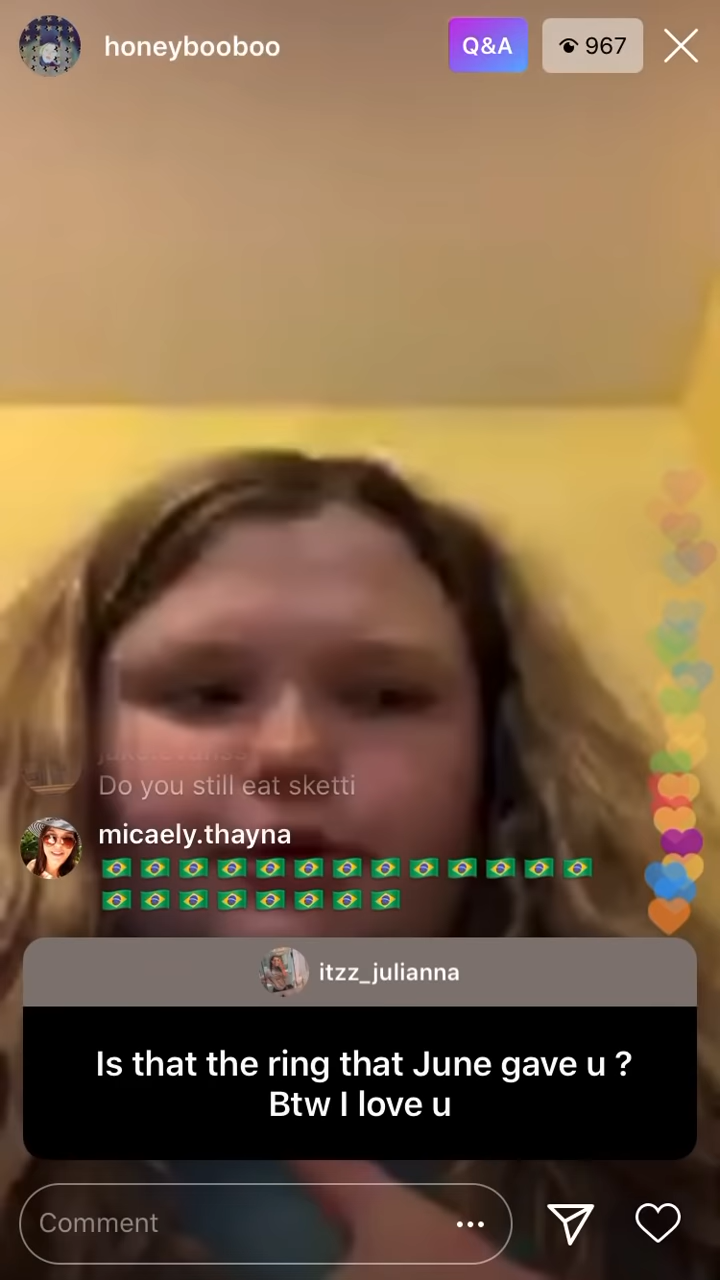 honeybooboo
Q&A
967
Do you still eat sketti
micaely.thayna
🇧🇷🇧🇷🇧🇷🇧🇷🇧🇷🇧🇷🇧🇷🇧🇷🇧🇷🇧🇷🇧🇷🇧🇷🇧🇷
🇧🇷🇧🇷🇧🇷🇧🇷🇧🇷🇧🇷🇧🇷🇧🇷
itzz_julianna
Is that the ring that June gave u ?
Btw I love u
Comment